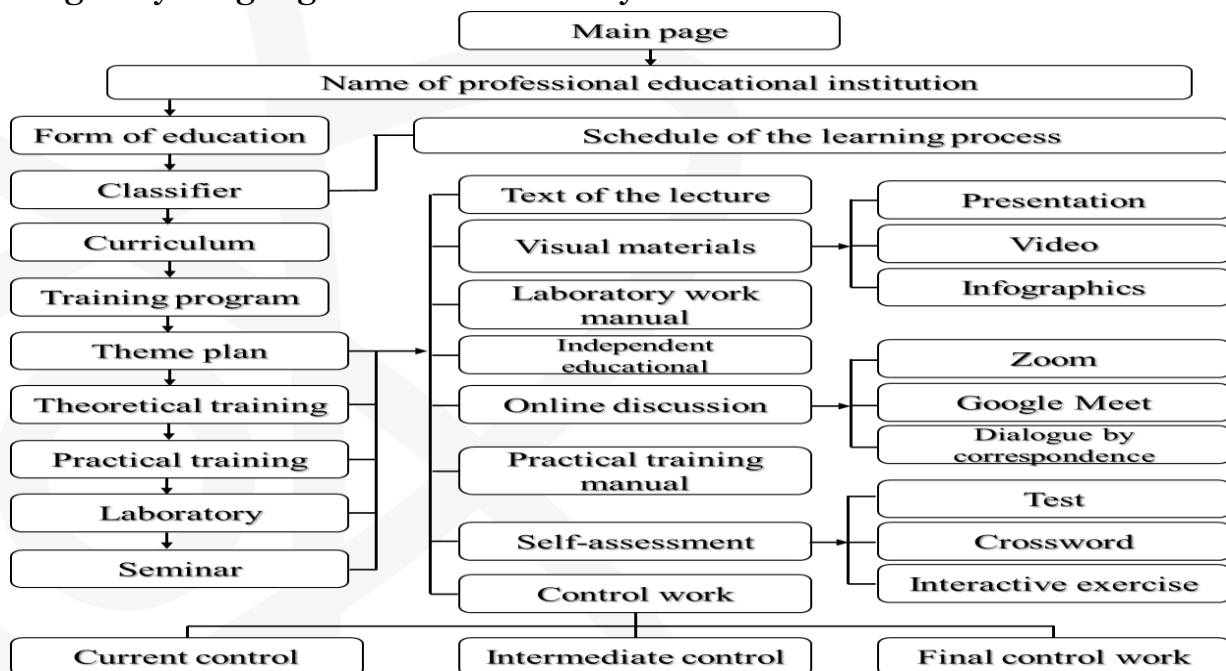 Main page
Name of professional educational institution
Form of education
Schedule of the learning process
Classifier
Curriculum
Training program
Theme plan
Theoretical training
Practical training
Laboratory
Seminar
Text of the lecture
Visual materials
Laboratory work
manual
Independent
educational
Online discussion
Practical training
manual
Self-assessment
Control work
Presentation
Video
Infographics
Zoom
Google Meet
Dialogue by
correspondence
Test
Crossword
Interactive exercise
Current control
Intermediate control
Final control work